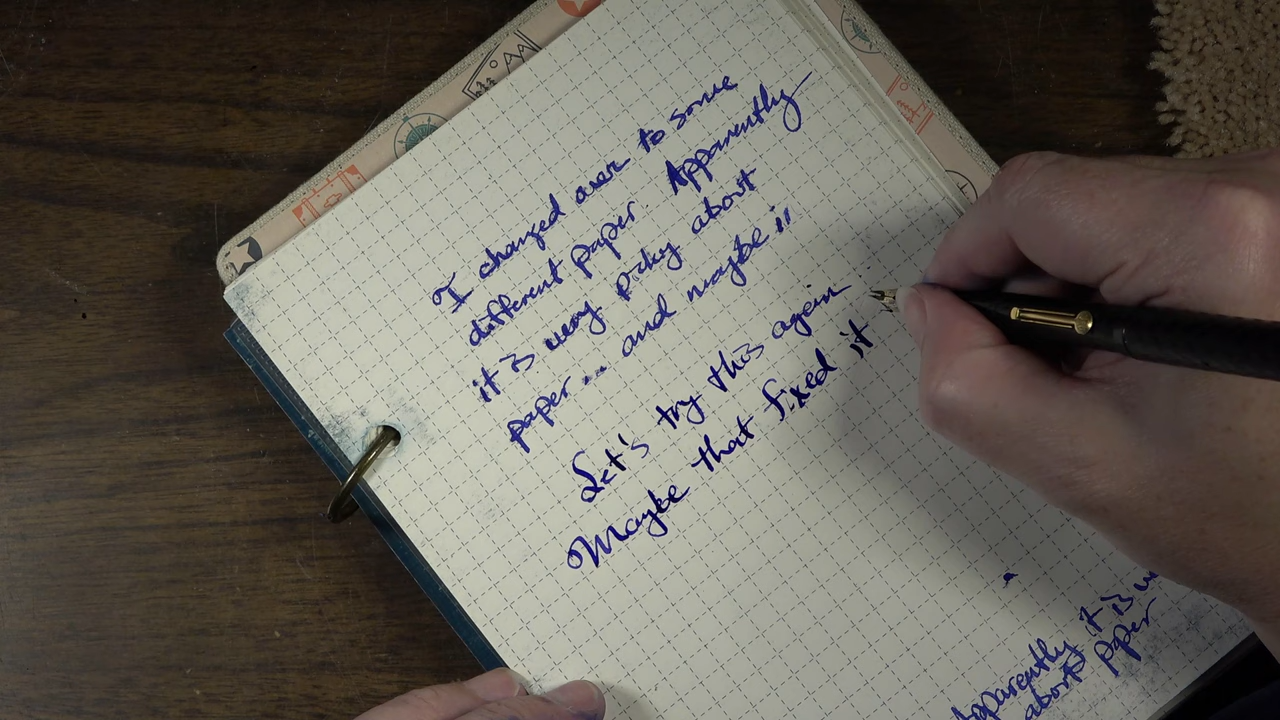 I changed over to some
different paper. Apparently
it is very picky about
paper... and maybe ii
Let's try this again
Maybe that fixed it
Apparently it is
about paper